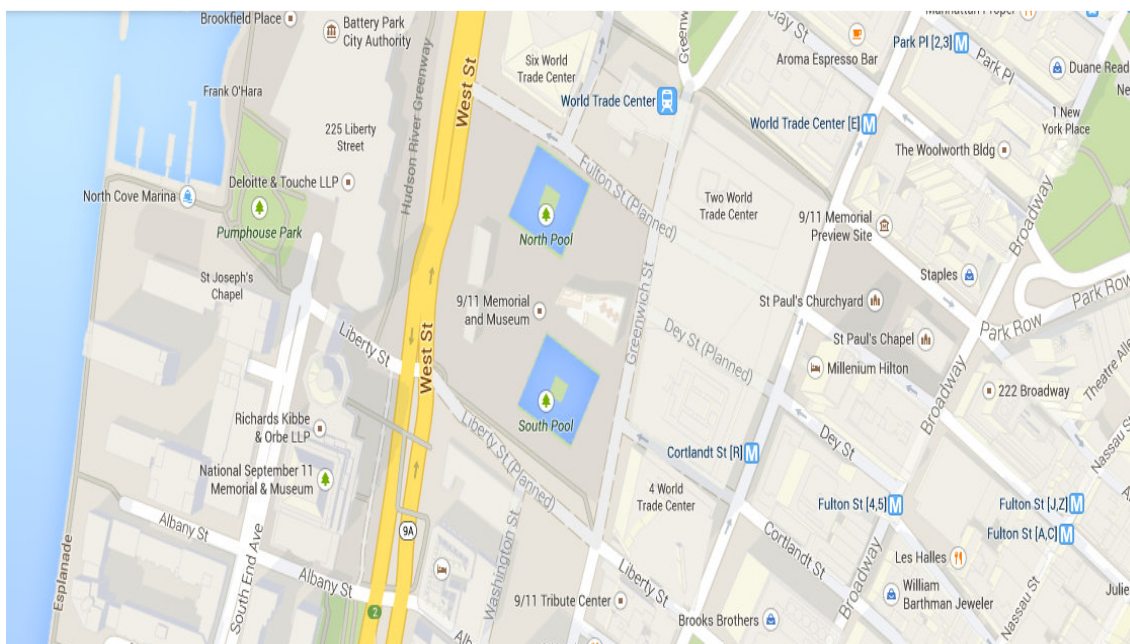 Brookfield Place
Battery Park
City Authority
Hudson River Greenway
West St
Six World
Trade Center
Greenwich
Clay St
Aroma Espresso Bar
Park Pl [2,3]
Park Pl
Duane Read
1 New
York Place
Frank O'Hara
225 Liberty
Street
World Trade Center
World Trade Center [E]
The Woolworth Bldg
North Cove Marina
Deloitte & Touche LLP
Pumphouse Park
Fulton St (Planned)
North Pool
Two World
Trade Center
9/11 Memorial
Preview Site
Broadway
Staples
St Joseph's
Chapel
9/11 Memorial
and Museum
Greenwich St
St Paul's Churchyard
Park Row
Park Row
Liberty St
West St
Dey St (Planned)
St Paul's Chapel
Millenium Hilton
Theatre Alle
Broadway
222 Broadway
Richards Kibbe
& Orbe LLP
South Pool
Liberty St (Planned)
Cortlandt St [R]
Dey St
Nassau St
National September 11
Memorial & Museum
4 World
Trade Center
Fulton St [4,5]
Fulton St [J,Z]
Fulton St [A,C]
Albany St
9A
Washington St
Cortlandt St
Esplanade
South End Ave
Albany St
Liberty St
Broadway
Les Halles
William
Barthman Jeweler
Nassau St
Julie
2
9/11 Tribute Center
Brooks Brothers